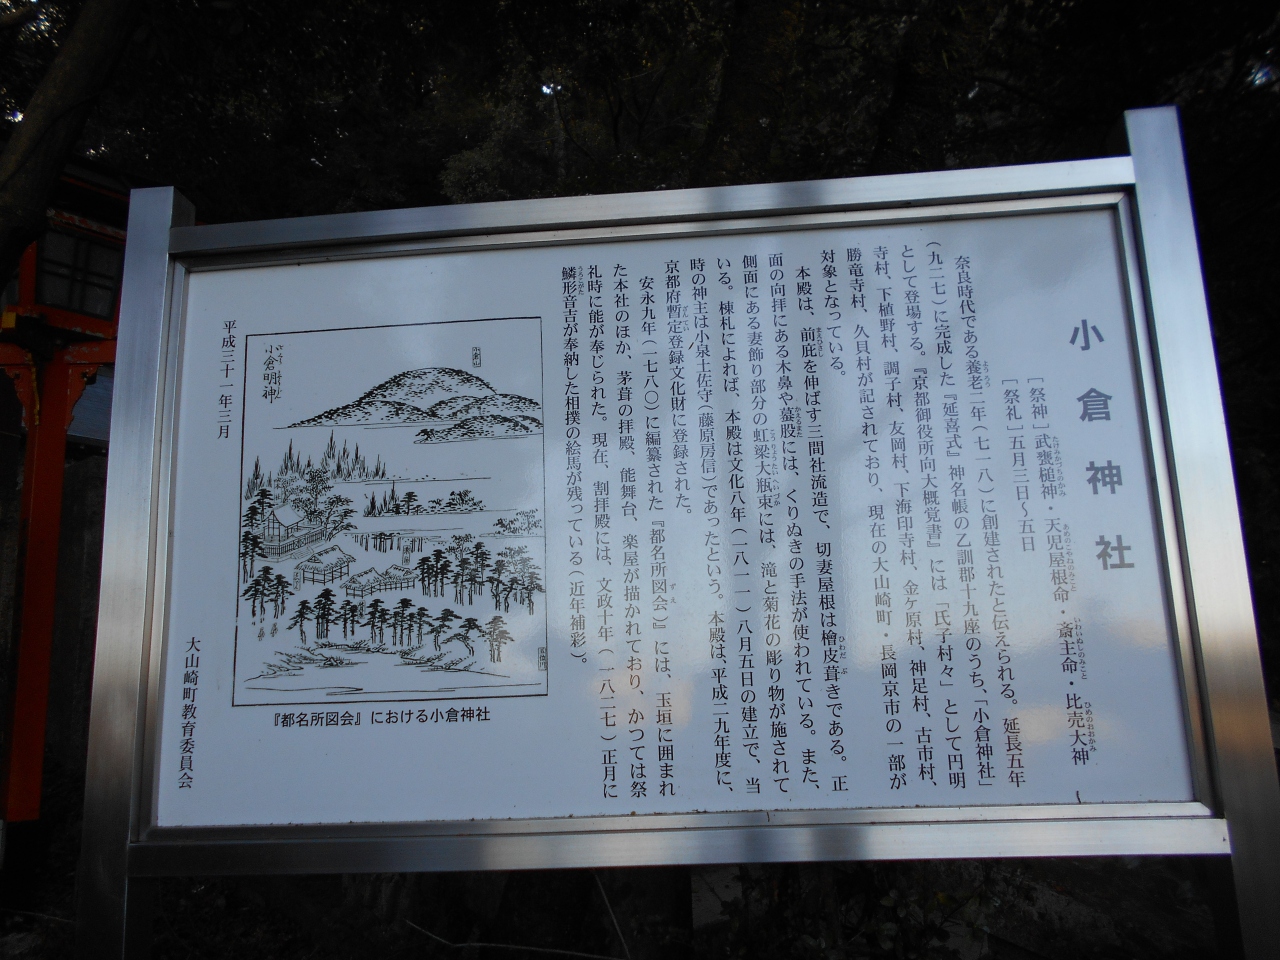 小倉神社
［祭神］武甕槌神・天児屋根命・斎主命・比売大神
［祭礼］五月三日〜五日
奈良時代である養老二年（七一八）に創建されたと伝えられる。延長五年
（九二七）に完成した『延喜式』神名帳の乙訓郡十九座のうち、「小倉神社」
として登場する。『京都御役所向大概覚書』には「氏子村々」として円明
寺村、下植野村、調子村、友岡村、下海印寺村、金ヶ原村、神足村、古市村、
勝竜寺村、久貝村が記されており、現在の大山崎町・長岡京市の一部が
対象となっている。
本殿は、前庇を伸ばす三間社流造で、切妻屋根は檜皮葺きである。正
面の向拝にある木鼻や蟇股には、くりぬきの手法が使われている。また、
側面にある妻飾り部分の虹梁大瓶束には、滝と菊花の彫り物が施されて
いる。棟札によれば、本殿は文化八年（一八一一）八月五日の建立で、当
時の神主は小泉土佐守（藤原房信）であったという。本殿は、平成二九年度に、
京都府暫定登録文化財に登録された。
安永九年（一七八〇）に編纂された『都名所図会』には、玉垣に囲まれ
た本社のほか、茅葺の拝殿、能舞台、楽屋が描かれており、かつては祭
礼時に能が奉じられた。現在、割拝殿には、文政十年（一八二七）正月に
鱗形音吉が奉納した相撲の絵馬が残っている（近年補彩）。
小倉山
小倉明神
『都名所図会』における小倉神社
平成三十一年三月
大山崎町教育委員会